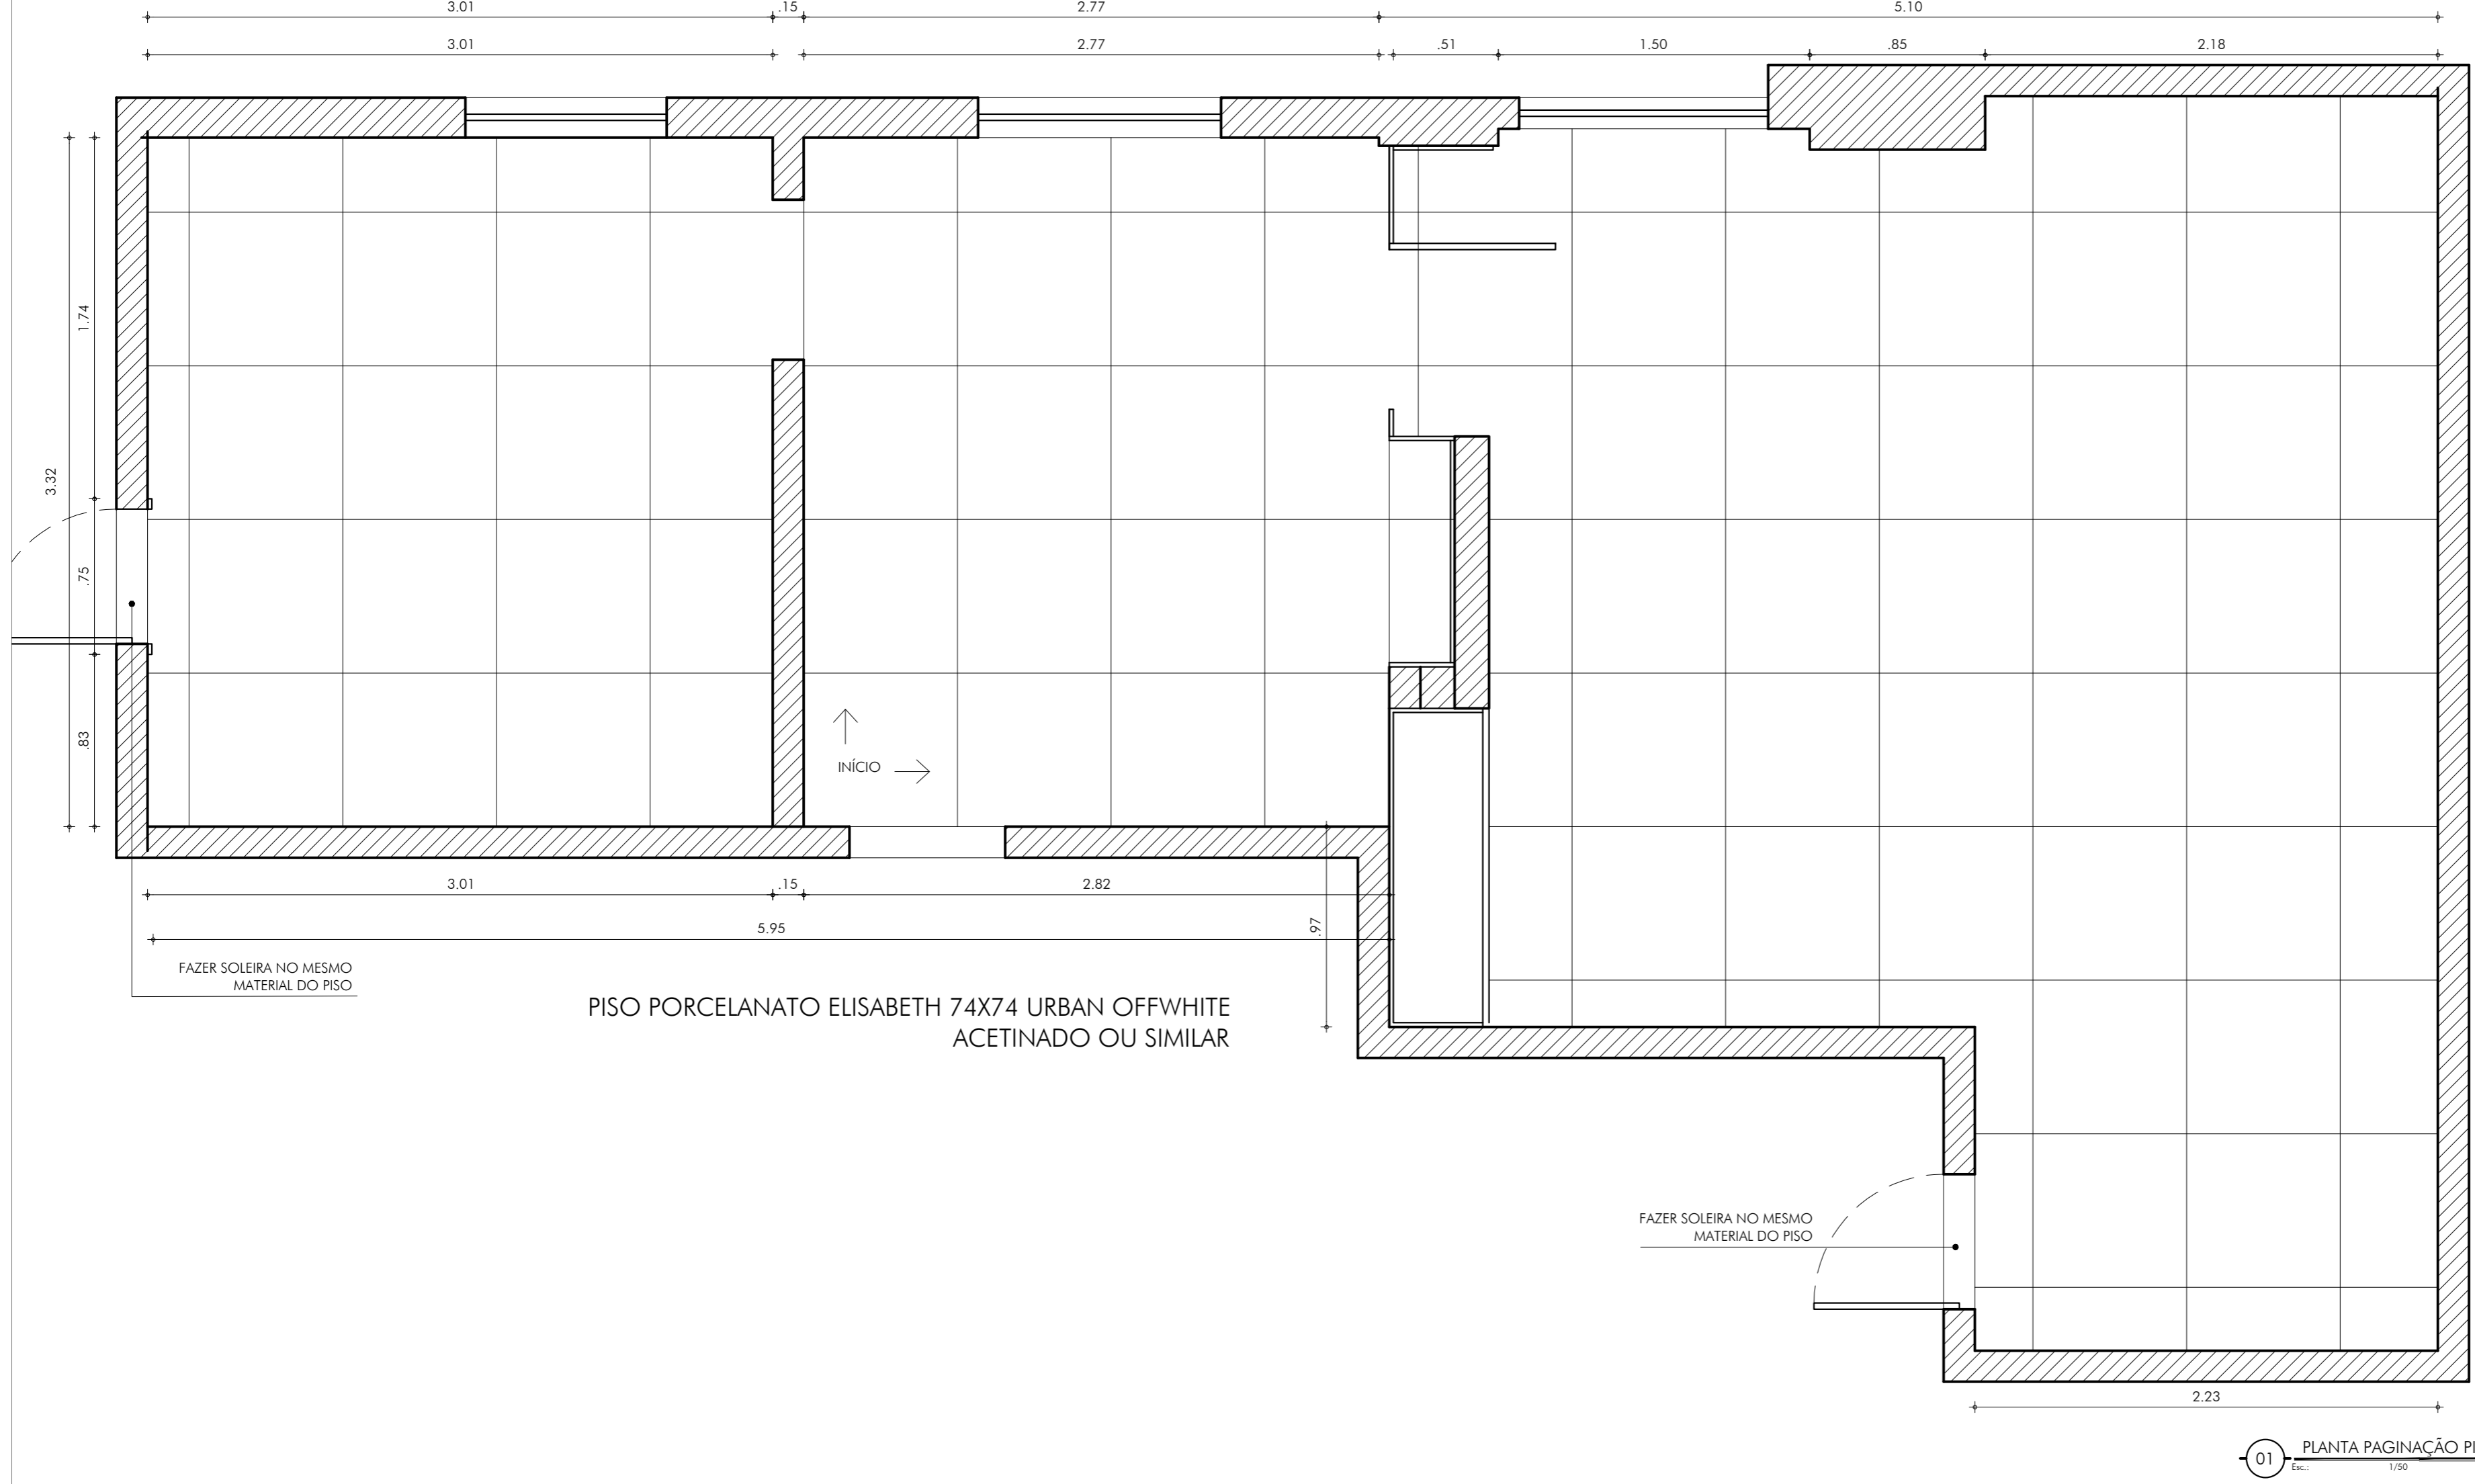 3.01 .15 2.77 5.10
3.01 2.77 .51 1.50 .85 2.18
1.74
3.32
.75
.83
INÍCIO
3.01 .15 2.82
5.95
.97
FAZER SOLEIRA NO MESMO
MATERIAL DO PISO
PISO PORCELANATO ELISABETH 74X74 URBAN OFFWHITE
ACETINADO OU SIMILAR
FAZER SOLEIRA NO MESMO
MATERIAL DO PISO
2.23
01 PLANTA PAGINAÇÃO PI
Esc.: 1/50